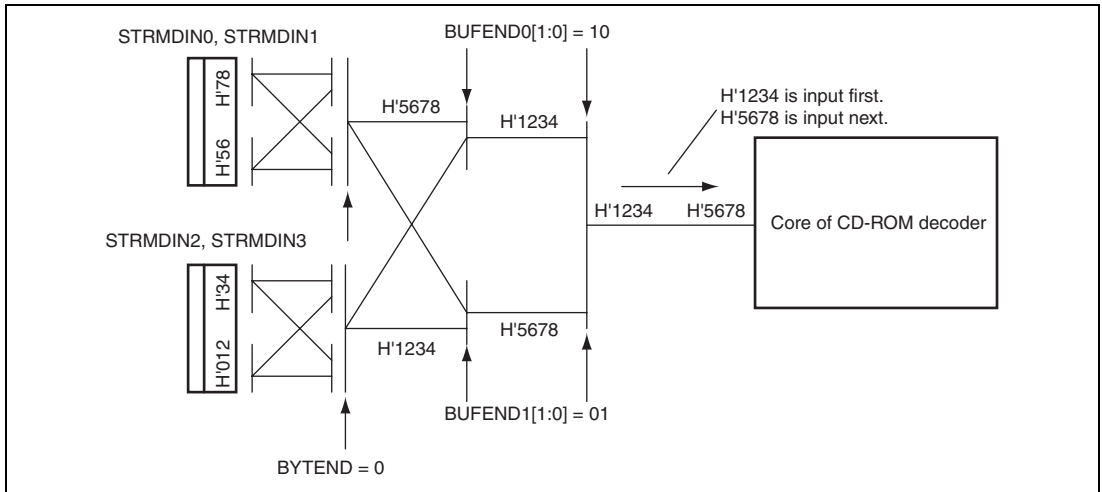 STRMDIN0, STRMDIN1
BUFEND0[1:0] = 10
H'78
H'56
H'5678
H'1234
H'1234 is input first.
H'5678 is input next.
H'1234
H'5678
Core of CD-ROM decoder
STRMDIN2, STRMDIN3
H'34
H'012
H'1234
H'5678
BUFEND1[1:0] = 01
BYTEND = 0